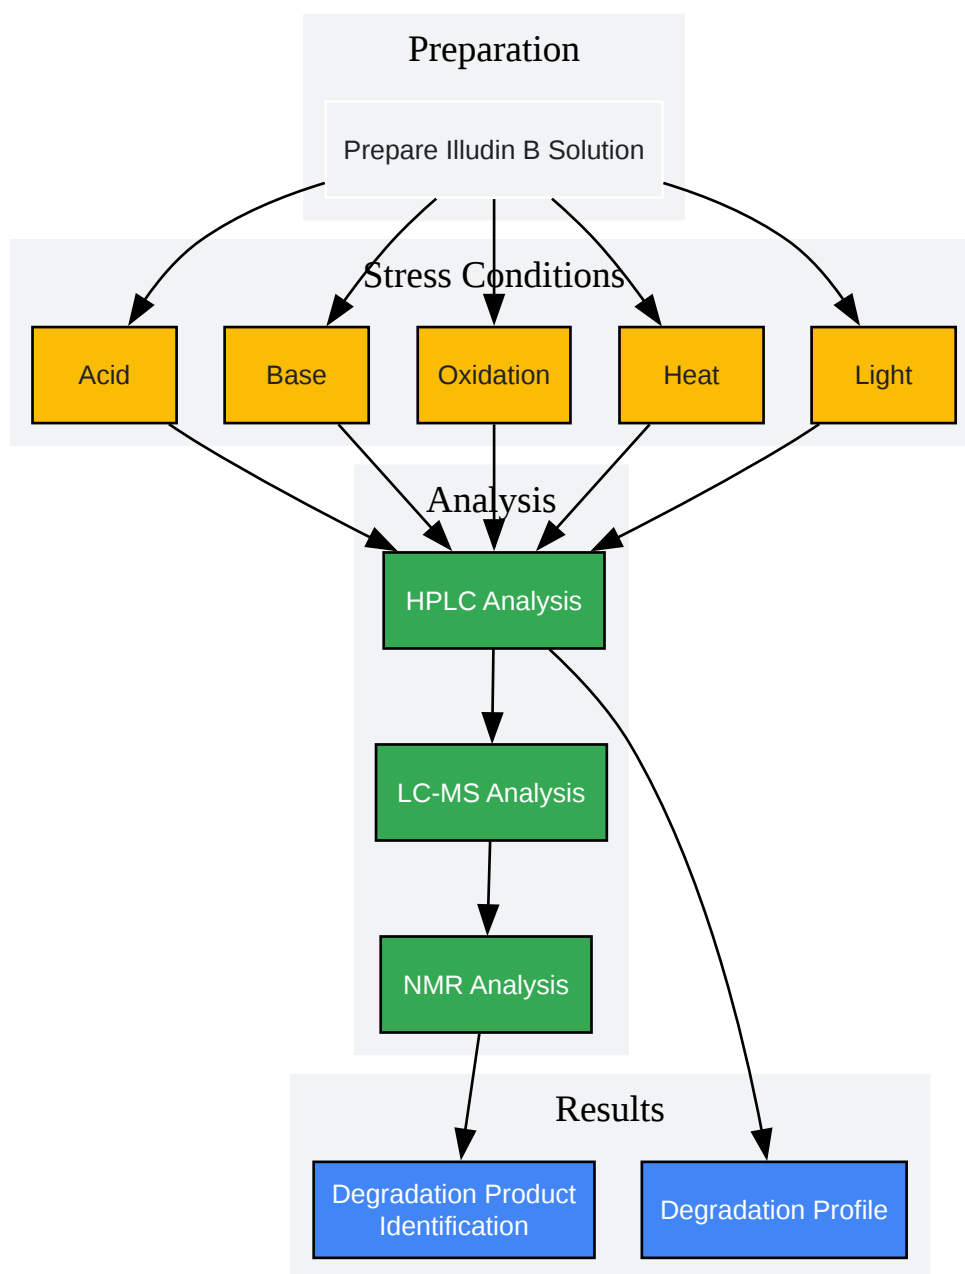 Preparation
Prepare Illudin B Solution
Stress Conditions
Acid
Base
Oxidation
Heat
Light
Analysis
HPLC Analysis
LC-MS Analysis
NMR Analysis
Results
Degradation Product
Identification
Degradation Profile